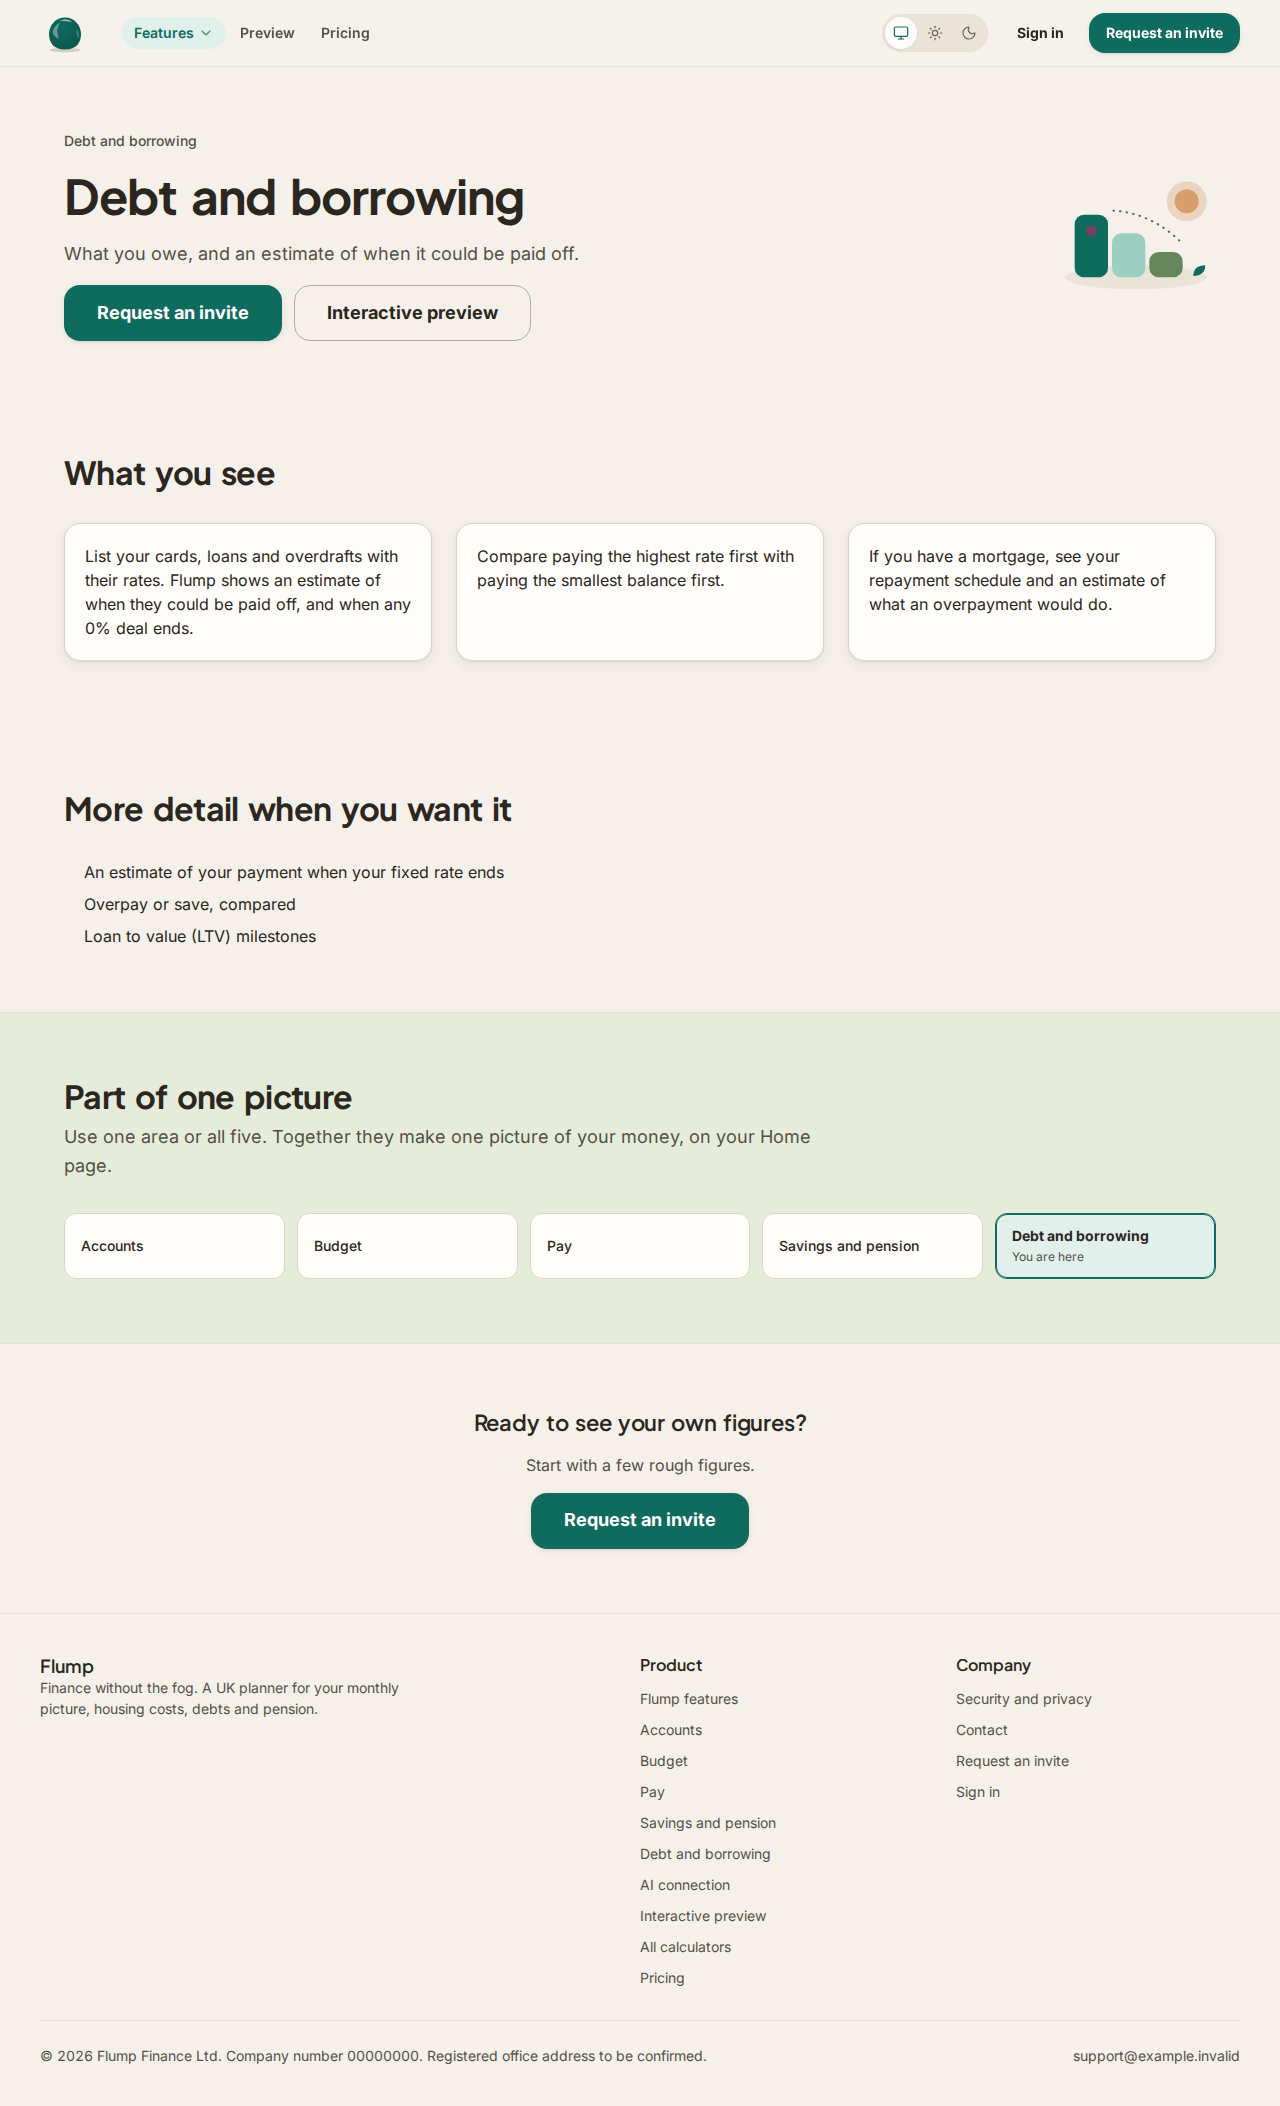 Features
Preview
Pricing
Sign in
Request an invite
Debt and borrowing
Debt and borrowing
What you owe, and an estimate of when it could be paid off.
Request an invite
Interactive preview
What you see
List your cards, loans and overdrafts with
their rates. Flump shows an estimate of
when they could be paid off, and when any
0% deal ends.
Compare paying the highest rate first with
paying the smallest balance first.
If you have a mortgage, see your
repayment schedule and an estimate of
what an overpayment would do.
More detail when you want it
An estimate of your payment when your fixed rate ends
Overpay or save, compared
Loan to value (LTV) milestones
Part of one picture
Use one area or all five. Together they make one picture of your money, on your Home
page.
Accounts
Budget
Pay
Savings and pension
Debt and borrowing
You are here
Ready to see your own figures?
Start with a few rough figures.
Request an invite
Flump
Finance without the fog. A UK planner for your monthly
picture, housing costs, debts and pension.
Product
Flump features
Accounts
Budget
Pay
Savings and pension
Debt and borrowing
AI connection
Interactive preview
All calculators
Pricing
Company
Security and privacy
Contact
Request an invite
Sign in
© 2026 Flump Finance Ltd. Company number 00000000. Registered office address to be confirmed.
support@example.invalid